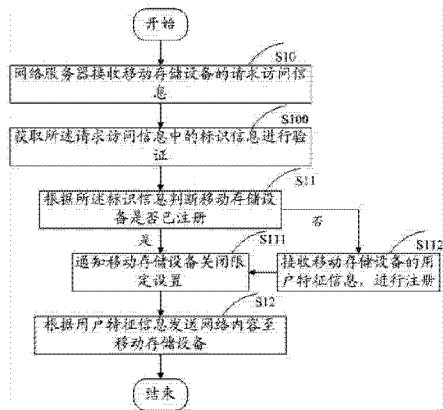 开始
S10
网络服务器接收移动存储设备的请求访问信
息
S100
获取所述请求访问信息中的标识信息进行验
证
S11
根据所述标识信息判断移动存储设
备是否已注册
否
是
S111
通知移动存储设备关闭限
定设置
S112
接收移动存储设备的用
户特征信息，进行注册
S12
根据用户特征信息发送网络内容至
移动存储设备
结束